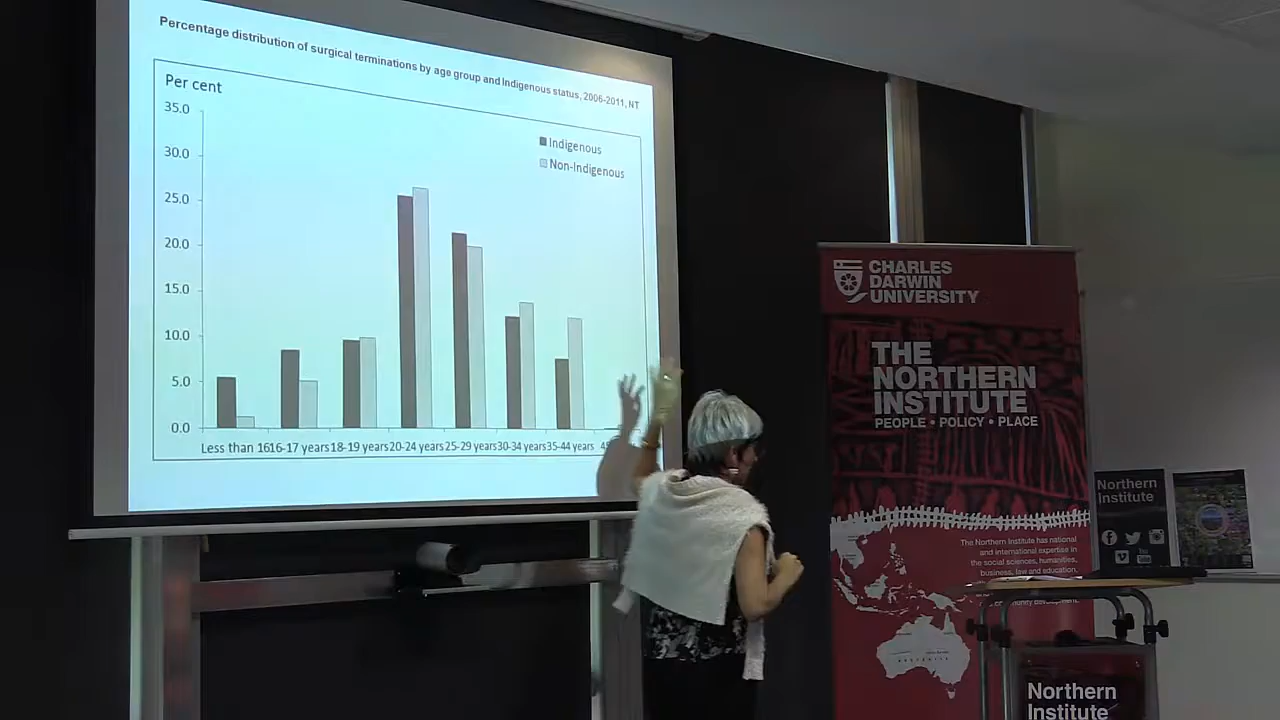 Percentage distribution of surgical terminations by age group and Indigenous status, 2006-2011, NT
Per cent
35.0
30.0
25.0
20.0
15.0
10.0
5.0
0.0
Indigenous
Non-Indigenous
Less than 16 16-17 years 18-19 years 20-24 years 25-29 years 30-34 years 35-44 years
CHARLES
DARWIN
UNIVERSITY
THE
NORTHERN
INSTITUTE
PEOPLE • POLICY • PLACE
The Northern Institute has national
and international expertise in
the social sciences, humanities,
business, law and education,
Northern
Institute
You
Tube
Northern
Institute